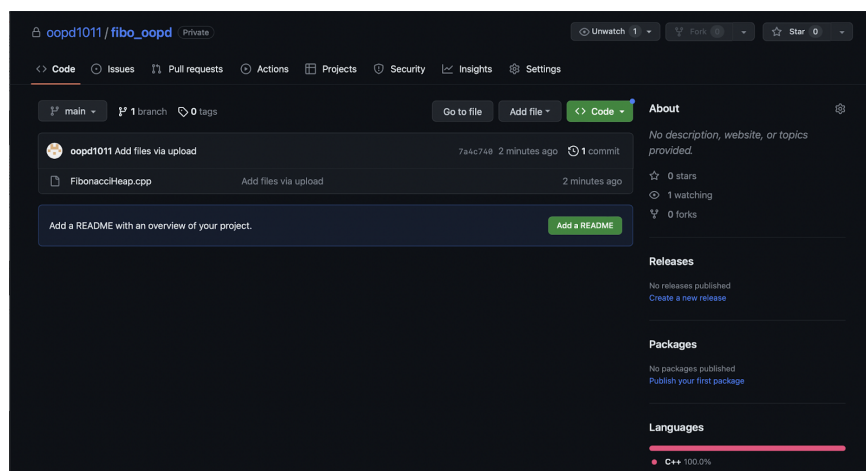 oopd1011 / fibo_oopd Private
Unwatch 1
Fork 0
Star 0
Code Issues Pull requests Actions Projects Security Insights Settings
main 1 branch 0 tags
Go to file Add file Code
oopd1011 Add files via upload 7a4c740 2 minutes ago 1 commit
FibonacciHeap.cpp Add files via upload 2 minutes ago
Add a README with an overview of your project. Add a README
About
No description, website, or topics
provided.
0 stars
1 watching
0 forks
Releases
No releases published
Create a new release
Packages
No packages published
Publish your first package
Languages
C++ 100.0%